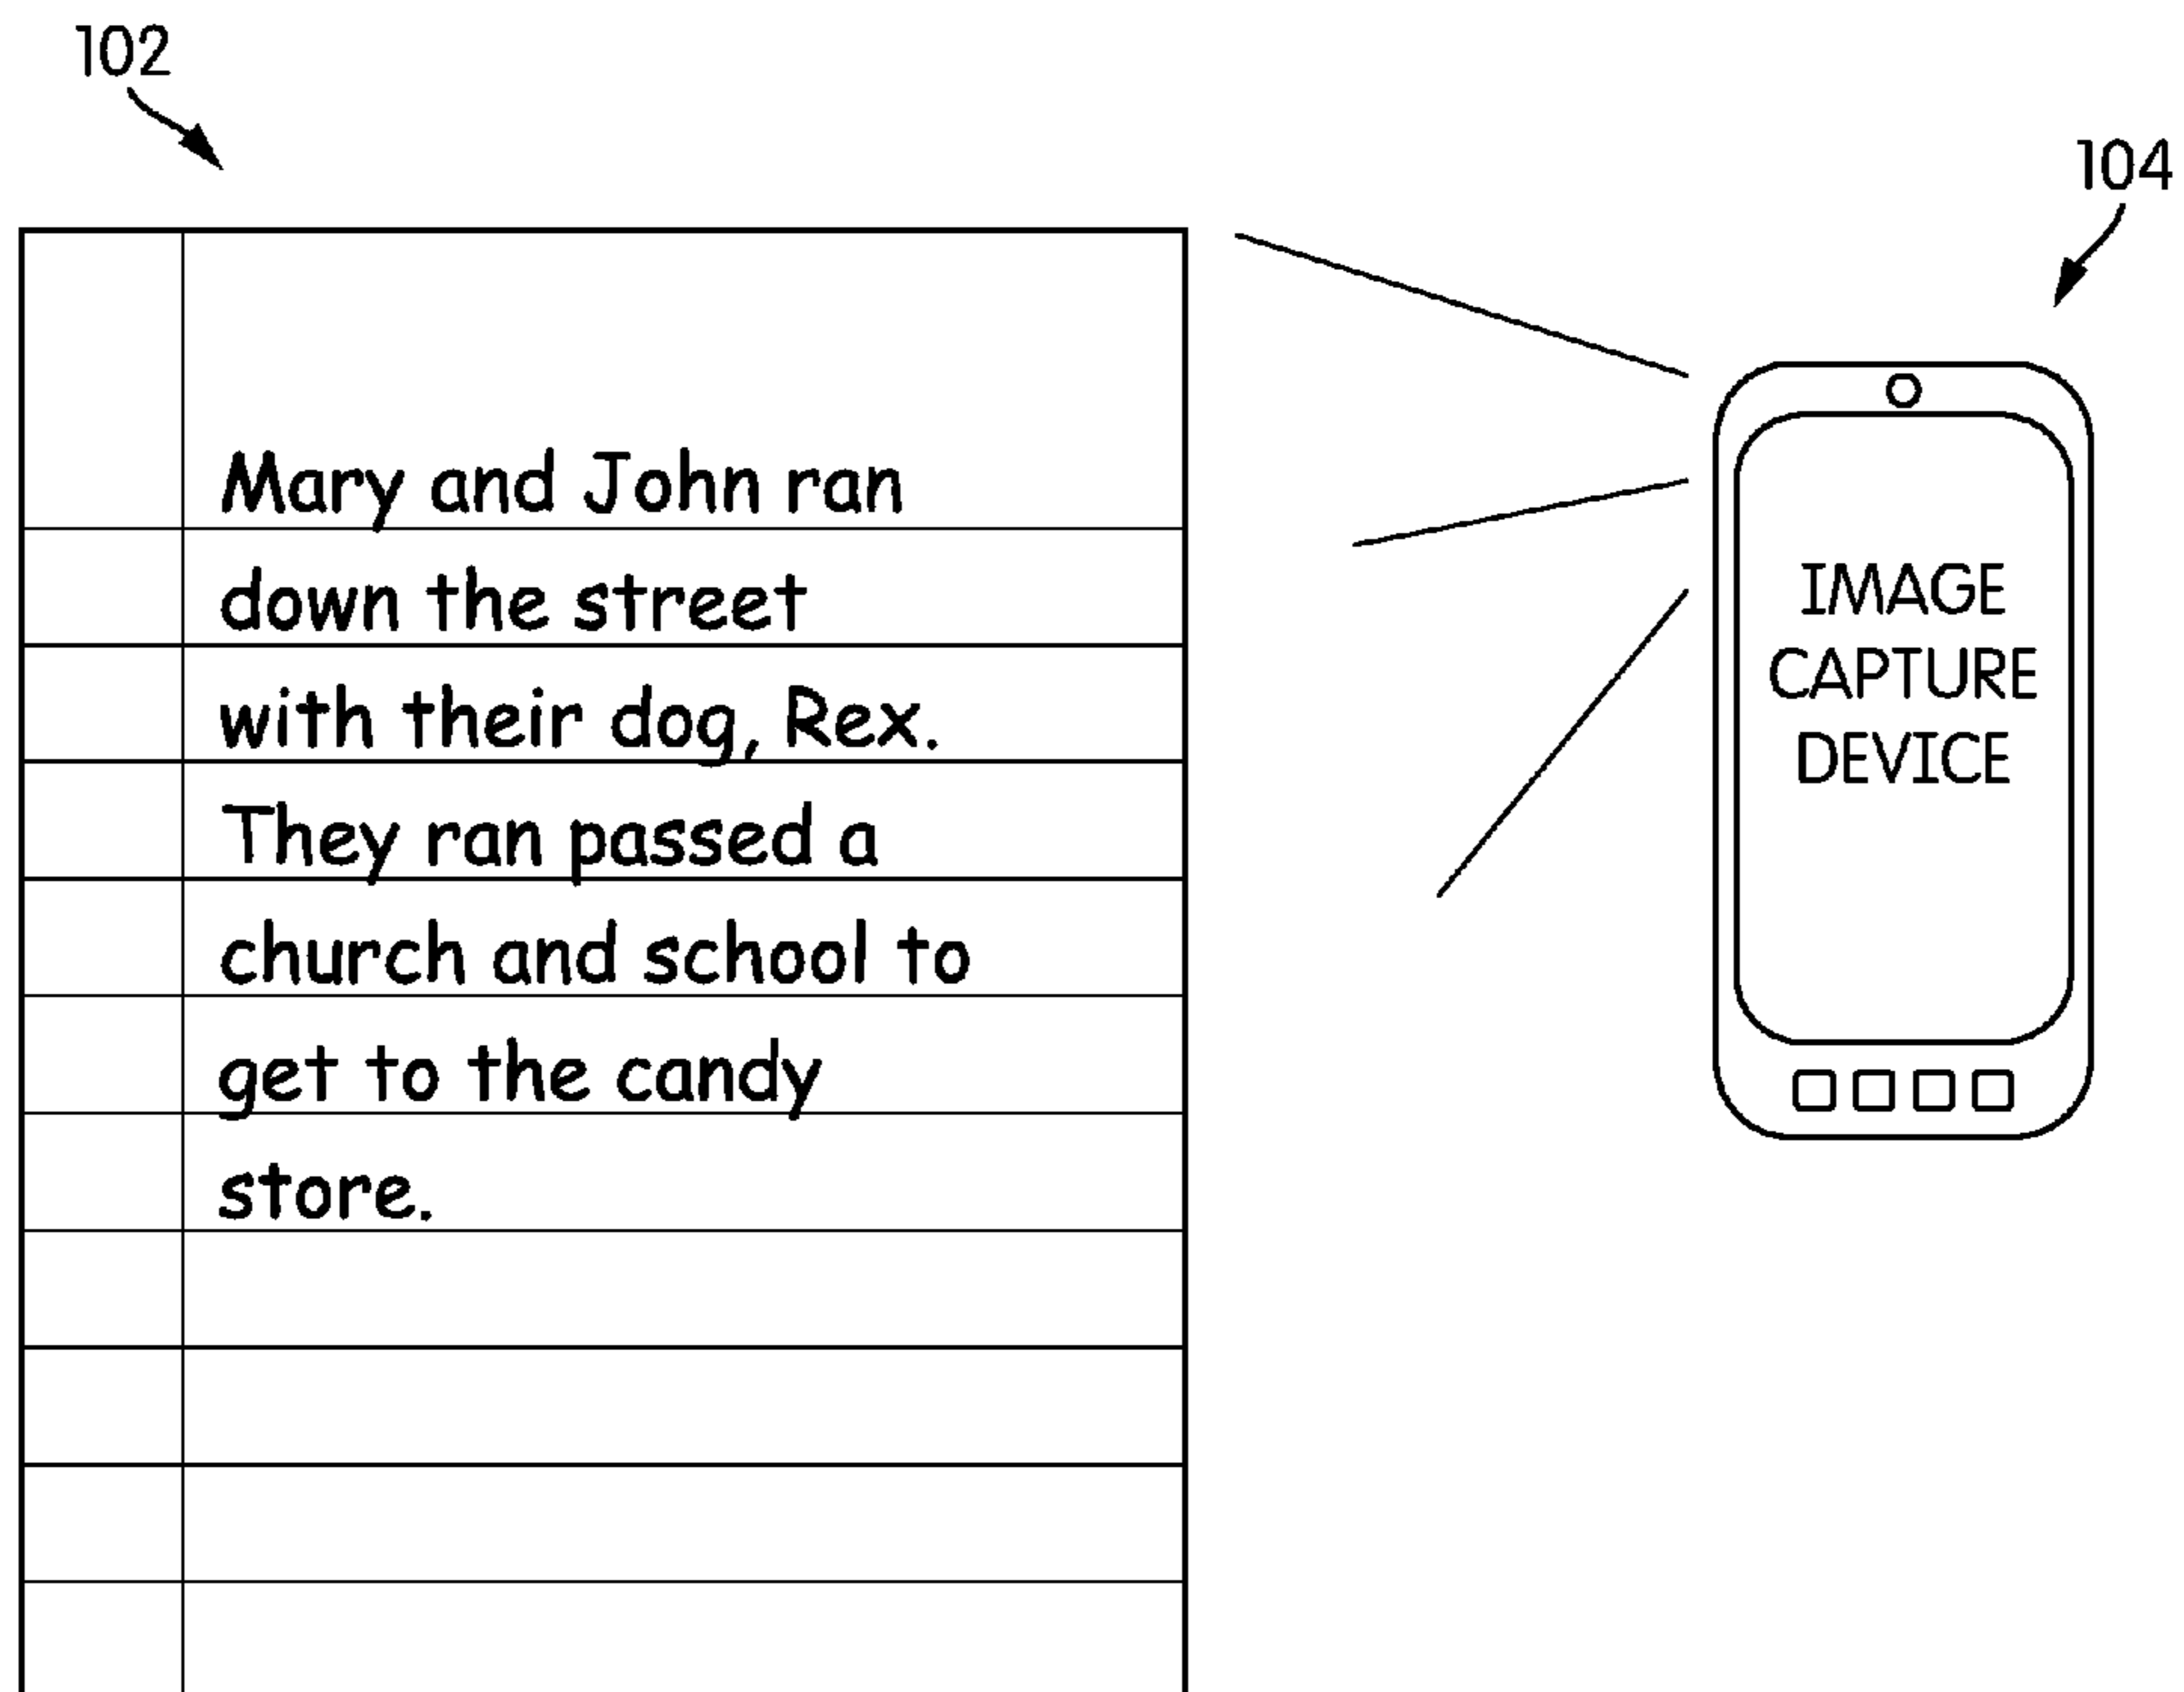 102
104
Mary and John ran
down the street
with their dog, Rex.
They ran passed a
church and school to
get to the candy
store.
IMAGE
CAPTURE
DEVICE